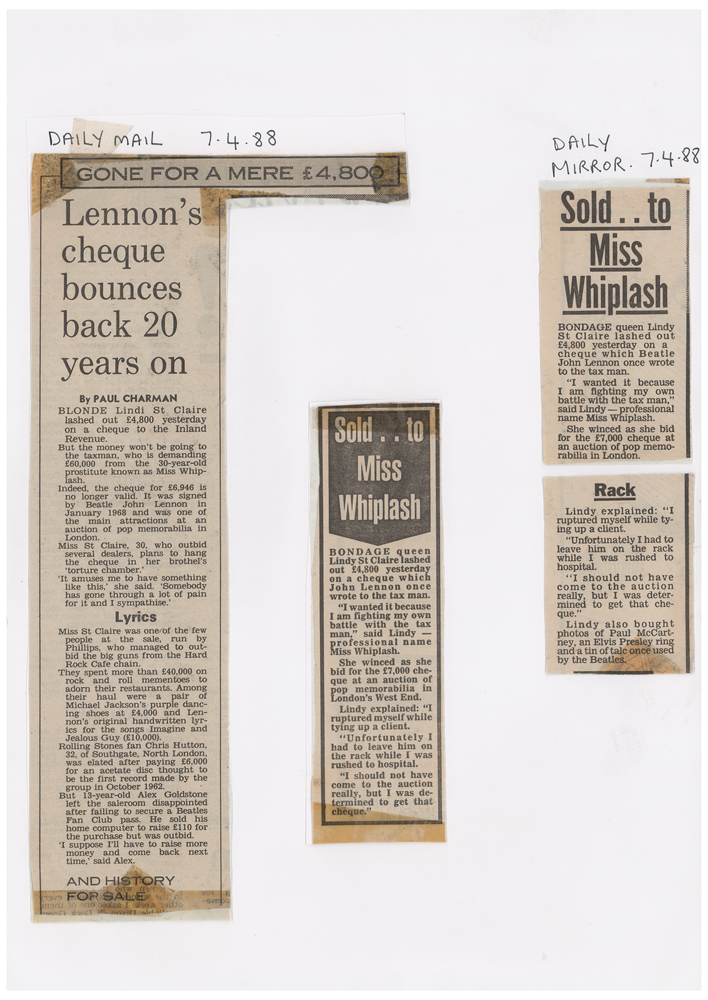 DAILY MAIL 7.4.88
GONE FOR A MERE £4,800
Lennon's
cheque
bounces
back 20
years on
By PAUL CHARMAN
BLONDE Lindi St Claire
lashed out £4,800 yesterday
on a cheque to the Inland
Revenue.
But the money won't be going to
the taxman, who is demanding
£60,000 from the 30-year-old
prostitute known as Miss Whip-
lash.
Indeed, the cheque for £6,946 is
no longer valid. It was signed
by Beatle John Lennon in
January 1968 and was one of
the main attractions at an
auction of pop memorabilia in
London.
Miss St Claire, 30, who outbid
several dealers, plans to hang
the cheque in her brothel's
'torture chamber.'
'It amuses me to have something
like this,' she said. 'Somebody
has gone through a lot of pain
for it and I sympathise.'
Lyrics
Miss St Claire was one of the few
people at the sale, run by
Phillips, who managed to out-
bid the big guns from the Hard
Rock Cafe chain.
They spent more than £40,000 on
rock and roll mementoes to
adorn their restaurants. Among
their haul were a pair of
Michael Jackson's purple danc-
ing shoes at £4,000 and Len-
non's original handwritten lyr-
ics for the songs Imagine and
Jealous Guy (£10,000).
Rolling Stones fan Chris Hutton,
32, of Southgate, North London,
was elated after paying £6,000
for an acetate disc thought to
be the first record made by the
group in October 1962.
But 13-year-old Alex Goldstone
left the saleroom disappointed
after failing to secure a Beatles
Fan Club pass. He sold his
home computer to raise £110 for
the purchase but was outbid.
'I suppose I'll have to raise more
money and come back next
time,' said Alex.
AND HISTORY
FOR SALE
Sold . . to
Miss
Whiplash
BONDAGE queen
Lindy St Claire lashed
out £4,800 yesterday
on a cheque which
John Lennon once
wrote to the tax man.
"I wanted it because
I am fighting my own
battle with the tax
man," said Lindy —
professional name
Miss Whiplash.
She winced as she
bid for the £7,000 che-
que at an auction of
pop memorabilia in
London's West End.
Lindy explained: "I
ruptured myself while
tying up a client.
"Unfortunately I
had to leave him on
the rack while I was
rushed to hospital.
"I should not have
come to the auction
really, but I was de-
termined to get that
cheque."
DAILY
MIRROR. 7.4.88
Sold . . to
Miss
Whiplash
BONDAGE queen Lindy
St Claire lashed out
£4,800 yesterday on a
cheque which Beatle
John Lennon once wrote
to the tax man.
"I wanted it because
I am fighting my own
battle with the tax man,"
said Lindy — professional
name Miss Whiplash.
She winced as she bid
for the £7,000 cheque at
an auction of pop memo-
rabilia in London.
Rack
Lindy explained: "I
ruptured myself while ty-
ing up a client.
"Unfortunately I had to
leave him on the rack
while I was rushed to
hospital.
"I should not have
come to the auction
really, but I was deter-
mined to get that che-
que."
Lindy also bought
photos of Paul McCart-
ney, an Elvis Presley ring
and a tin of talc once used
by the Beatles.